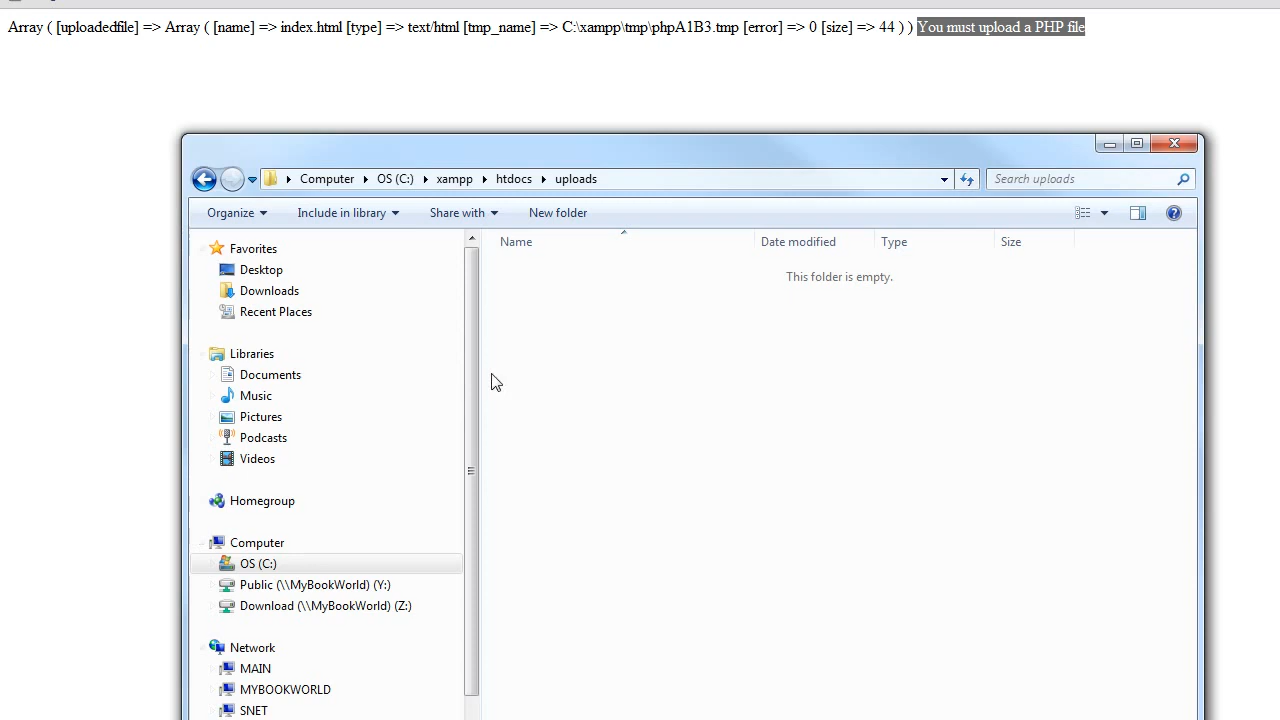 Array ( [uploadedfile] => Array ( [name] => index.html [type] => text/html [tmp_name] => C:\xampp\tmp\phpA1B3.tmp [error] => 0 [size] => 44 ) ) You must upload a PHP file
Computer OS (C:) xampp htdocs uploads Search uploads
Organize Include in library Share with New folder
Name Date modified Type Size
This folder is empty.
Favorites
Desktop
Downloads
Recent Places
Libraries
Documents
Music
Pictures
Podcasts
Videos
Homegroup
Computer
OS (C:)
Public (\\MyBookWorld) (Y:)
Download (\\MyBookWorld) (Z:)
Network
MAIN
MYBOOKWORLD
SNET